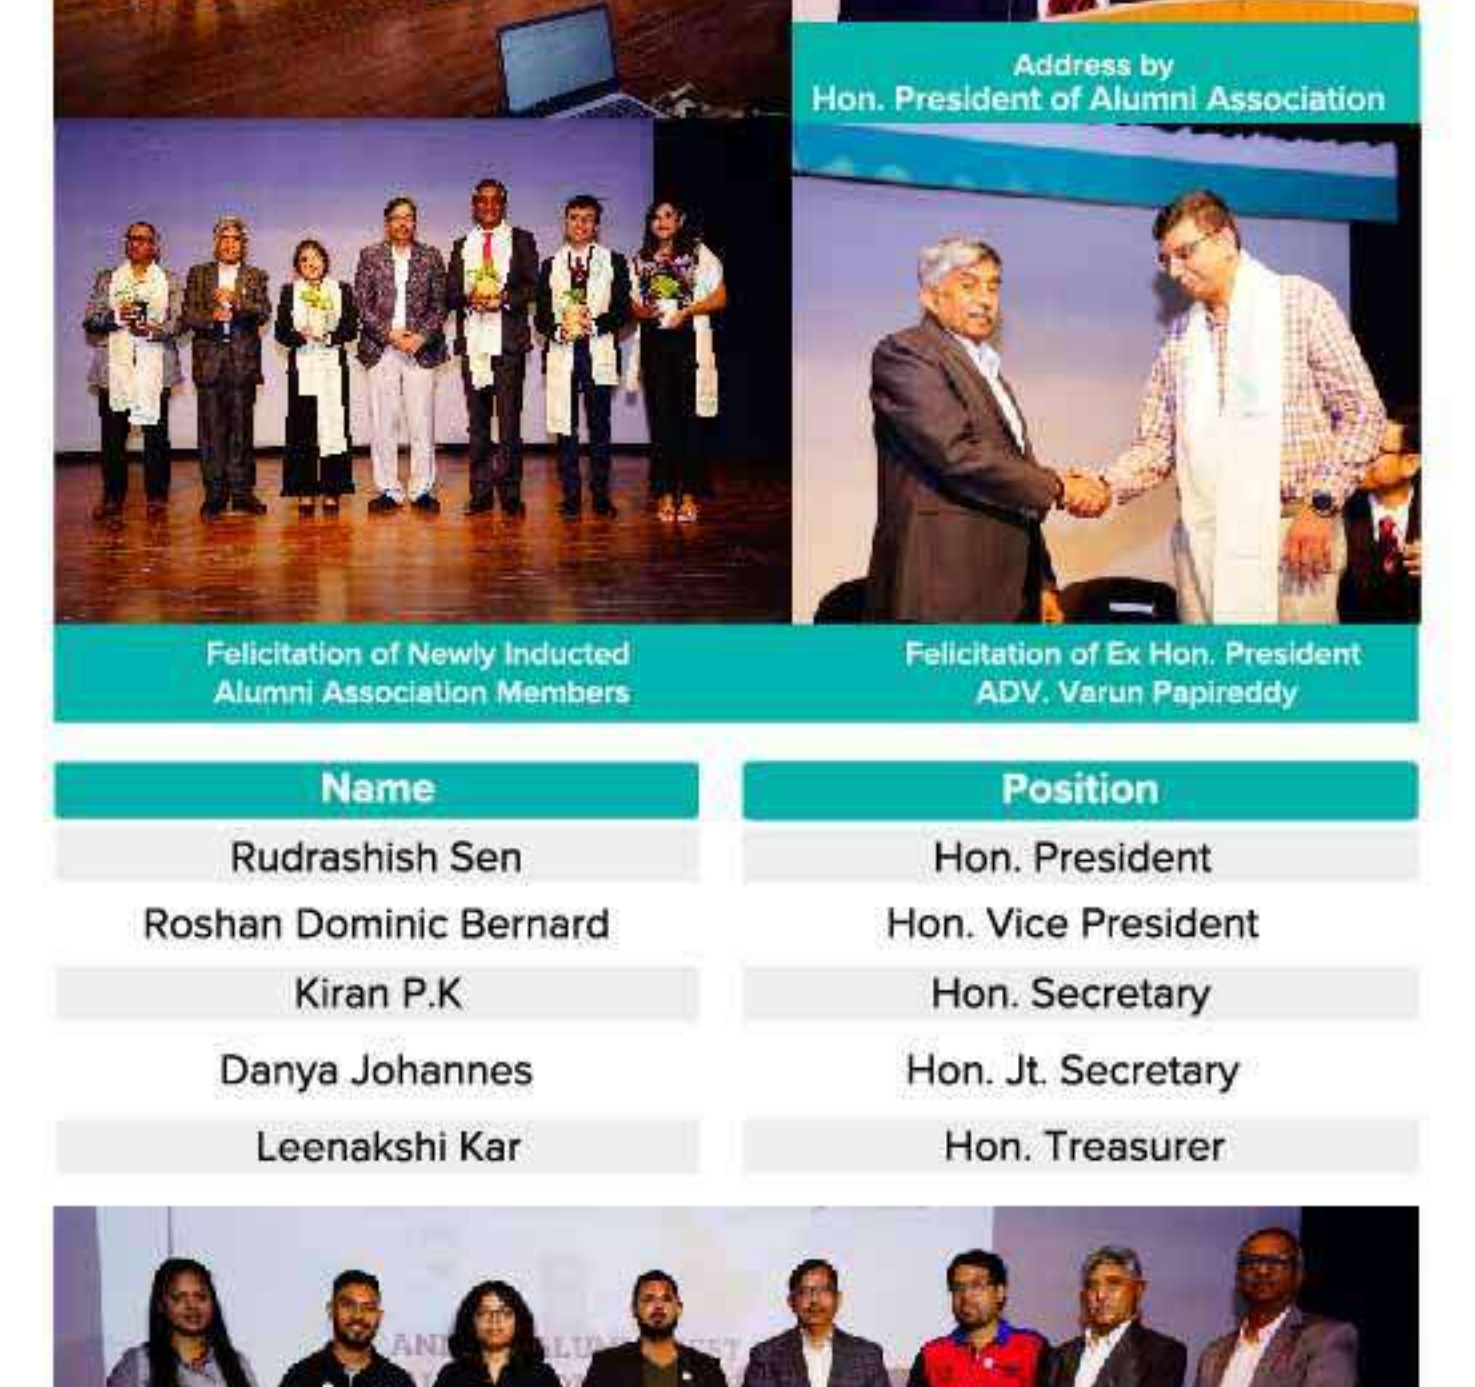 Address by
Hon. President of Alumni Association
Felicitation of Newly Inducted
Alumni Association Members
Felicitation of Ex Hon. President
ADV. Varun Papireddy
Name Position
Rudrashish Sen Hon. President
Roshan Dominic Bernard Hon. Vice President
Kiran P.K Hon. Secretary
Danya Johannes Hon. Jt. Secretary
Leenakshi Kar Hon. Treasurer